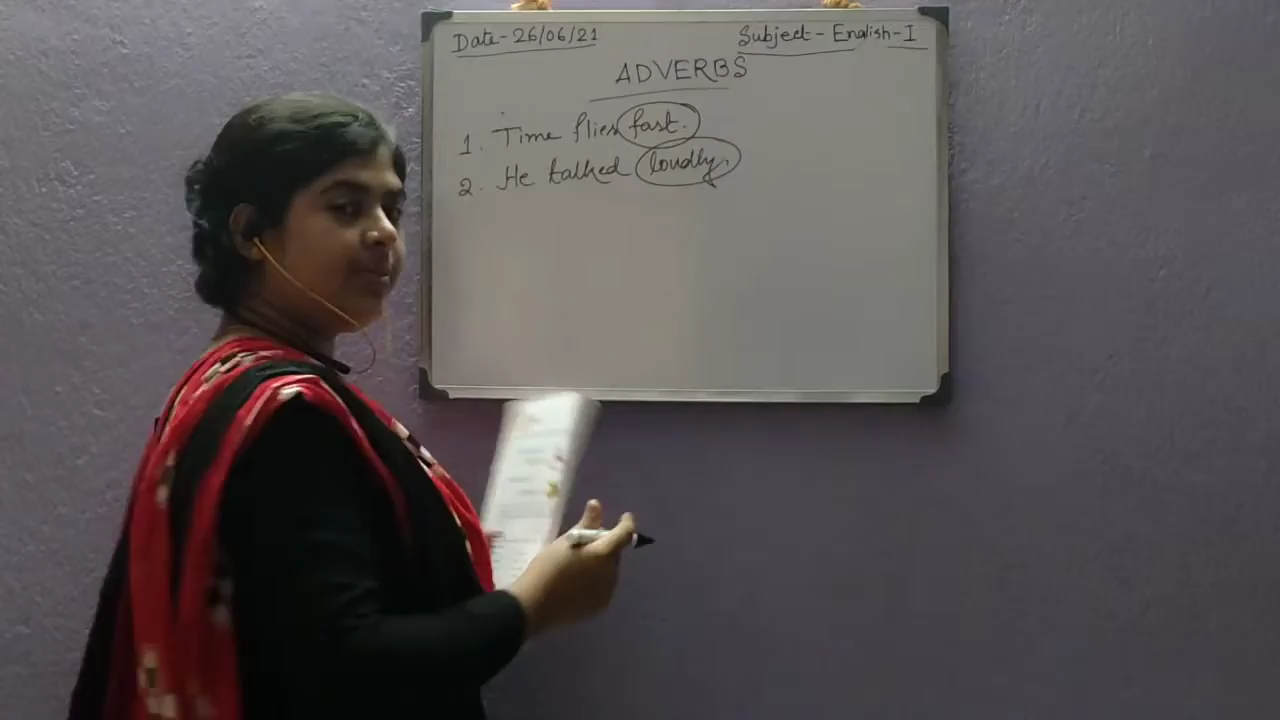 Date-26/06/21
Subject - English-I
ADVERBS
1. Time flies fast.
2. He talked loudly.